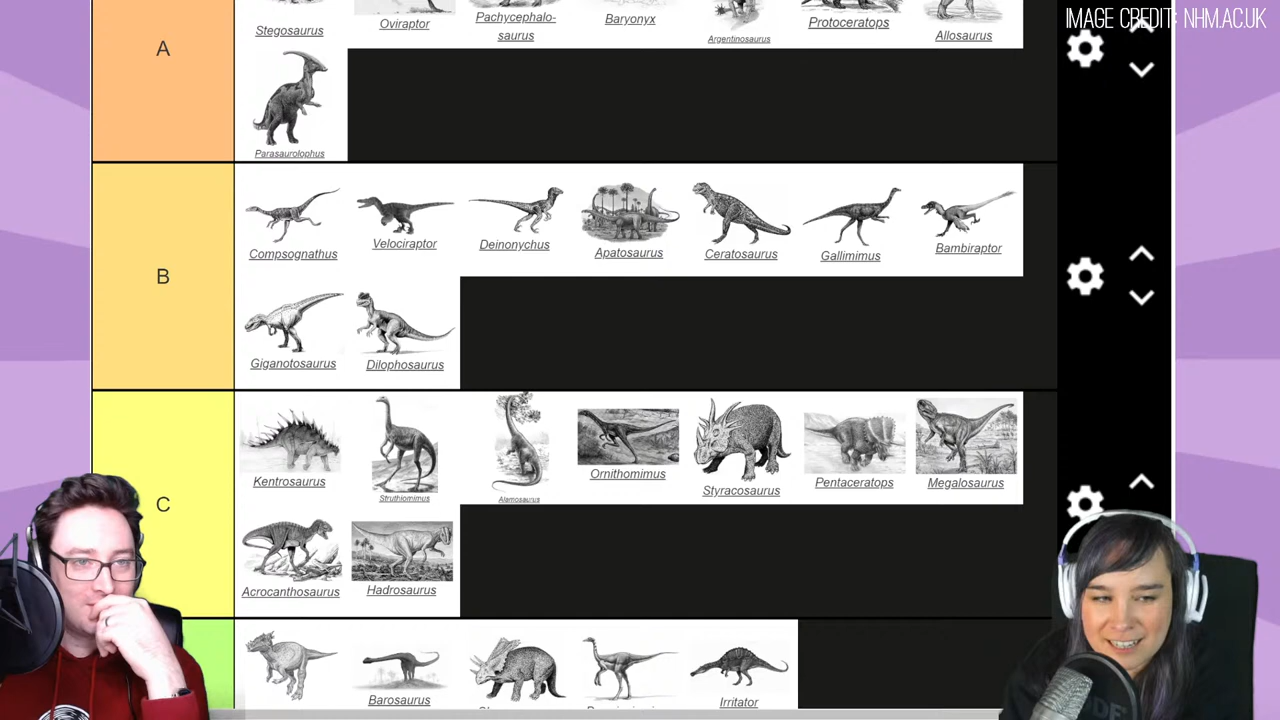 IMAGE CREDIT: NHM.AC.UK
A
Stegosaurus
Oviraptor
Pachycephalo-
saurus
Baryonyx
Argentinosaurus
Protoceratops
Allosaurus
Parasaurolophus
B
Compsognathus
Velociraptor
Deinonychus
Apatosaurus
Ceratosaurus
Gallimimus
Bambiraptor
Giganotosaurus
Dilophosaurus
C
Kentrosaurus
Struthiomimus
Alamosaurus
Ornithomimus
Styracosaurus
Pentaceratops
Megalosaurus
Acrocanthosaurus
Hadrosaurus
Barosaurus
Irritator